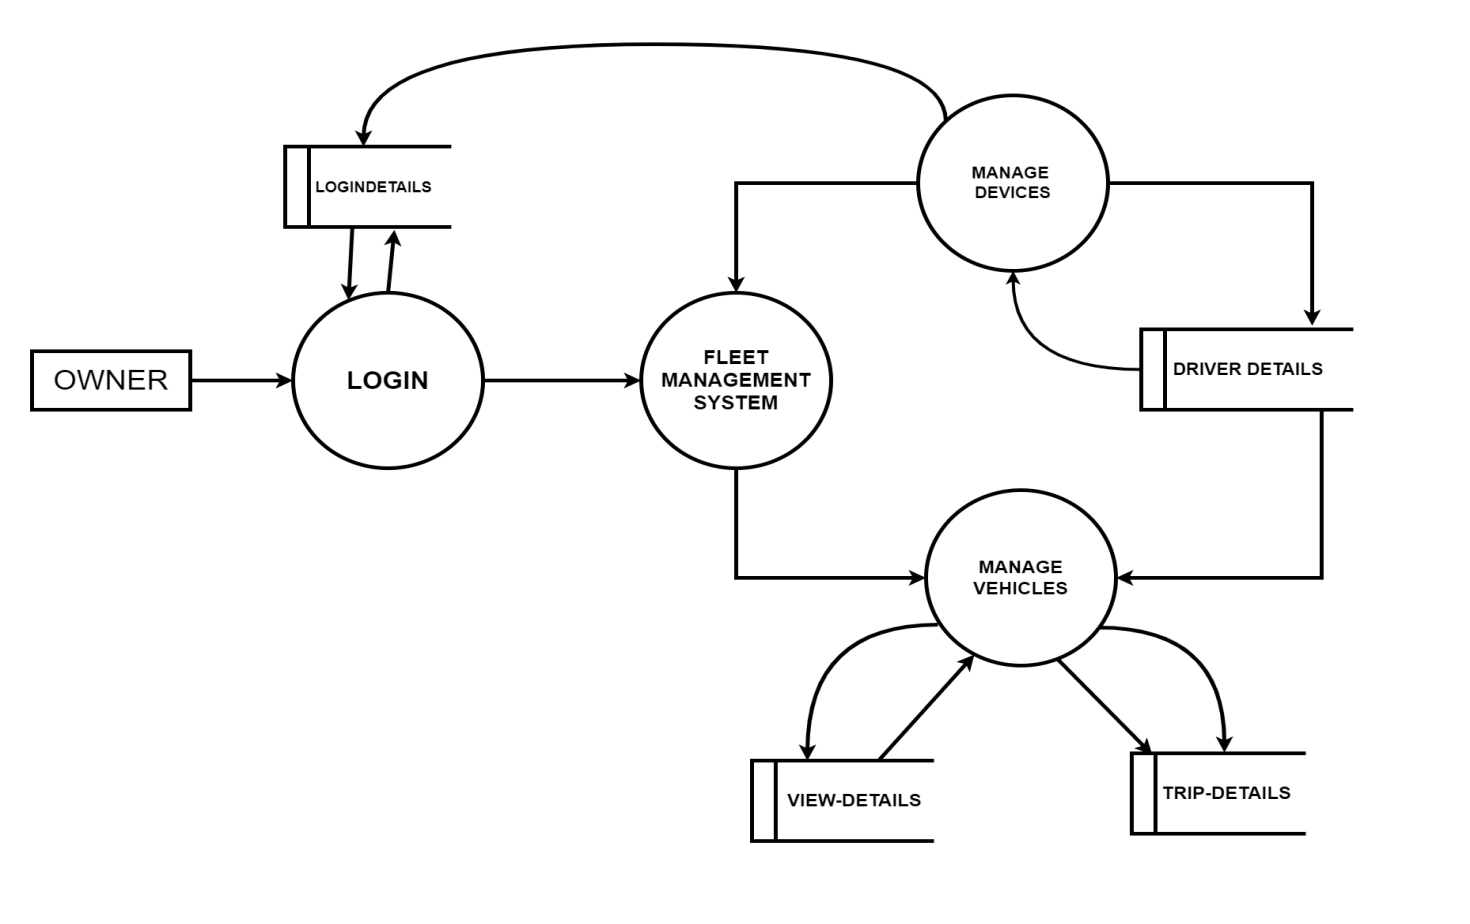 MANAGE
DEVICES
LOGINDETAILS
OWNER
LOGIN
FLEET
MANAGEMENT
SYSTEM
DRIVER DETAILS
MANAGE
VEHICLES
VIEW-DETAILS
TRIP-DETAILS